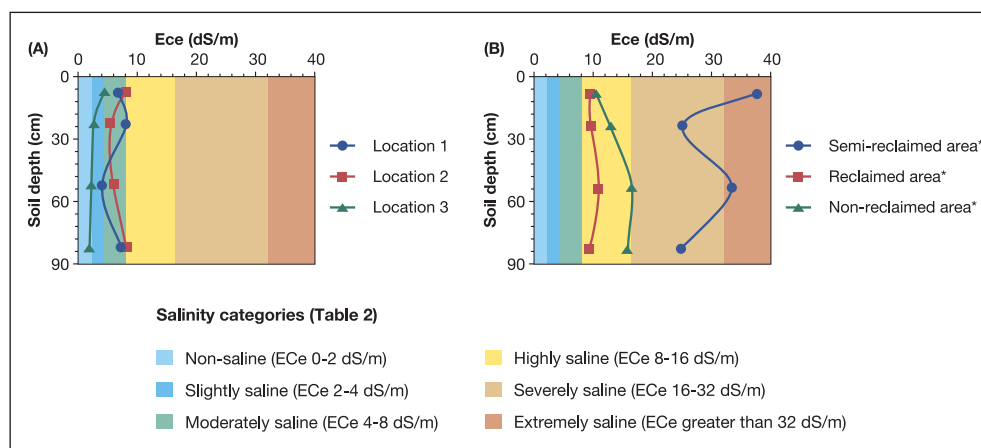 (A)
Ece (dS/m)
0 10 20 30 40
Soil depth (cm)
0
30
60
90
Location 1
Location 2
Location 3
(B)
Ece (dS/m)
0 10 20 30 40
Soil depth (cm)
0
30
60
90
Semi-reclaimed area*
Reclaimed area*
Non-reclaimed area*
Salinity categories (Table 2)
Non-saline (ECe 0-2 dS/m)
Slightly saline (ECe 2-4 dS/m)
Moderately saline (ECe 4-8 dS/m)
Highly saline (ECe 8-16 dS/m)
Severely saline (ECe 16-32 dS/m)
Extremely saline (ECe greater than 32 dS/m)